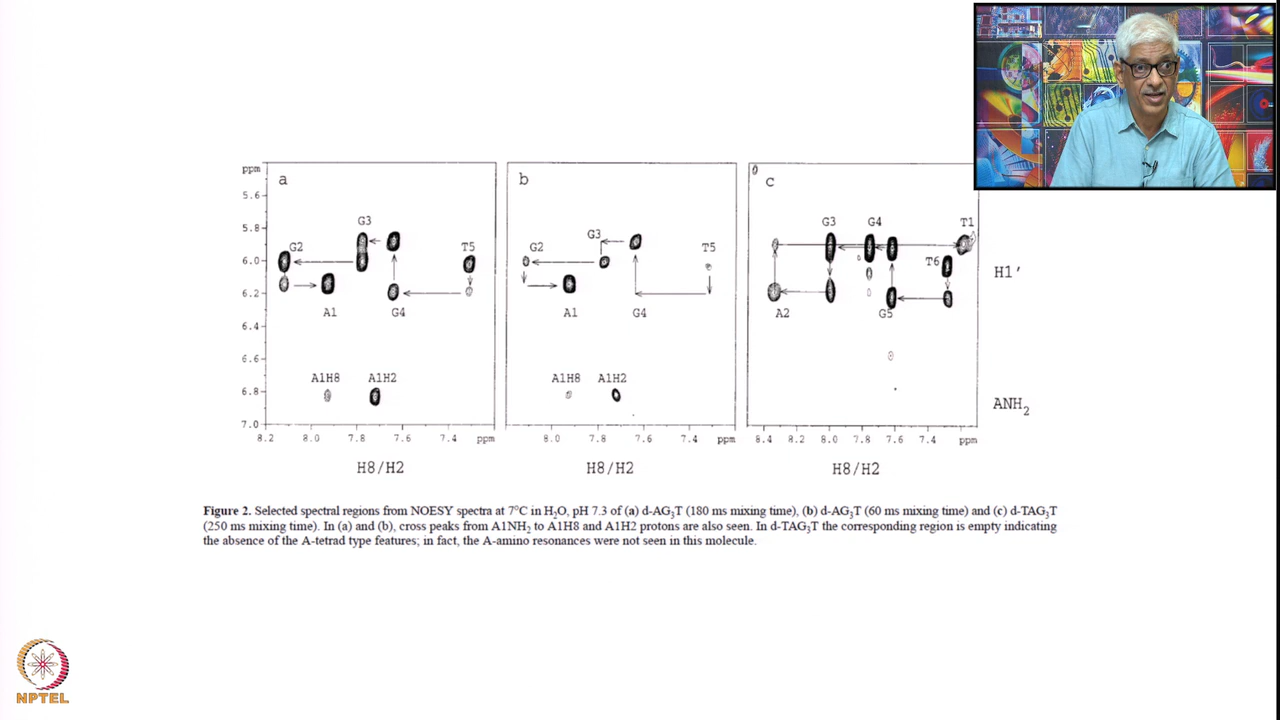 ppm
5.6
5.8
6.0
6.2
6.4
6.6
6.8
7.0
a
G3
G2
T5
A1
G4
A1H8 A1H2
8.2 8.0 7.8 7.6 7.4 ppm
H8/H2
b
G3
G2
T5
A1
G4
A1H8 A1H2
8.0 7.8 7.6 7.4 ppm
H8/H2
c
G3 G4 T1
T6
A2
G5
8.4 8.2 8.0 7.8 7.6 7.4 ppm
H8/H2
H1'
ANH2
Figure 2. Selected spectral regions from NOESY spectra at 7°C in H2O, pH 7.3 of (a) d-AG3T (180 ms mixing time), (b) d-AG3T (60 ms mixing time) and (c) d-TAG3T
(250 ms mixing time). In (a) and (b), cross peaks from A1NH2 to A1H8 and A1H2 protons are also seen. In d-TAG3T the corresponding region is empty indicating
the absence of the A-tetrad type features; in fact, the A-amino resonances were not seen in this molecule.
NPTEL